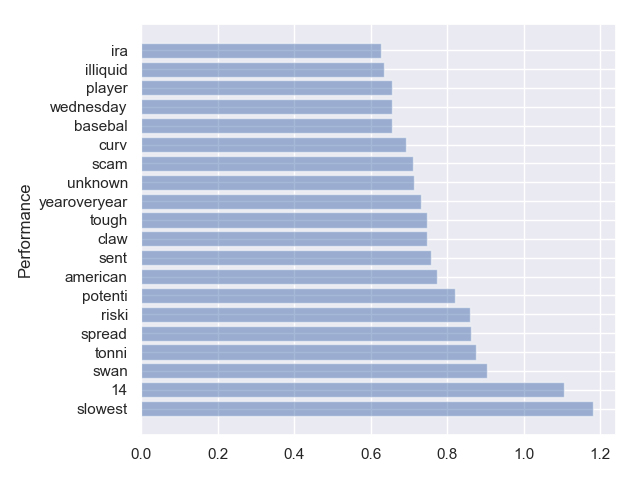 Performance
ira
illiquid
player
wednesday
basebal
curv
scam
unknown
yearoveryear
tough
claw
sent
american
potenti
riski
spread
tonni
swan
14
slowest
0.0 0.2 0.4 0.6 0.8 1.0 1.2